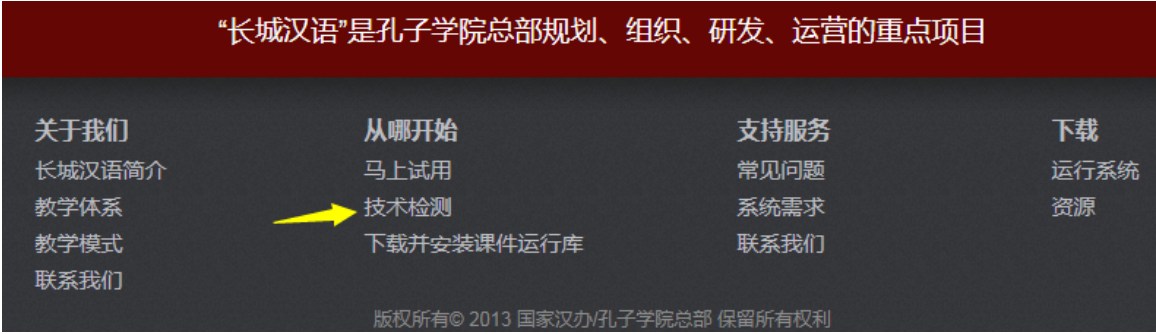 “长城汉语”是孔子学院总部规划、组织、研发、运营的重点项目
关于我们
长城汉语简介
教学体系
教学模式
联系我们
从哪开始
马上试用
技术检测
下载并安装课件运行库
支持服务
常见问题
系统需求
联系我们
下载
运行系统
资源
版权所有© 2013 国家汉办/孔子学院总部 保留所有权利